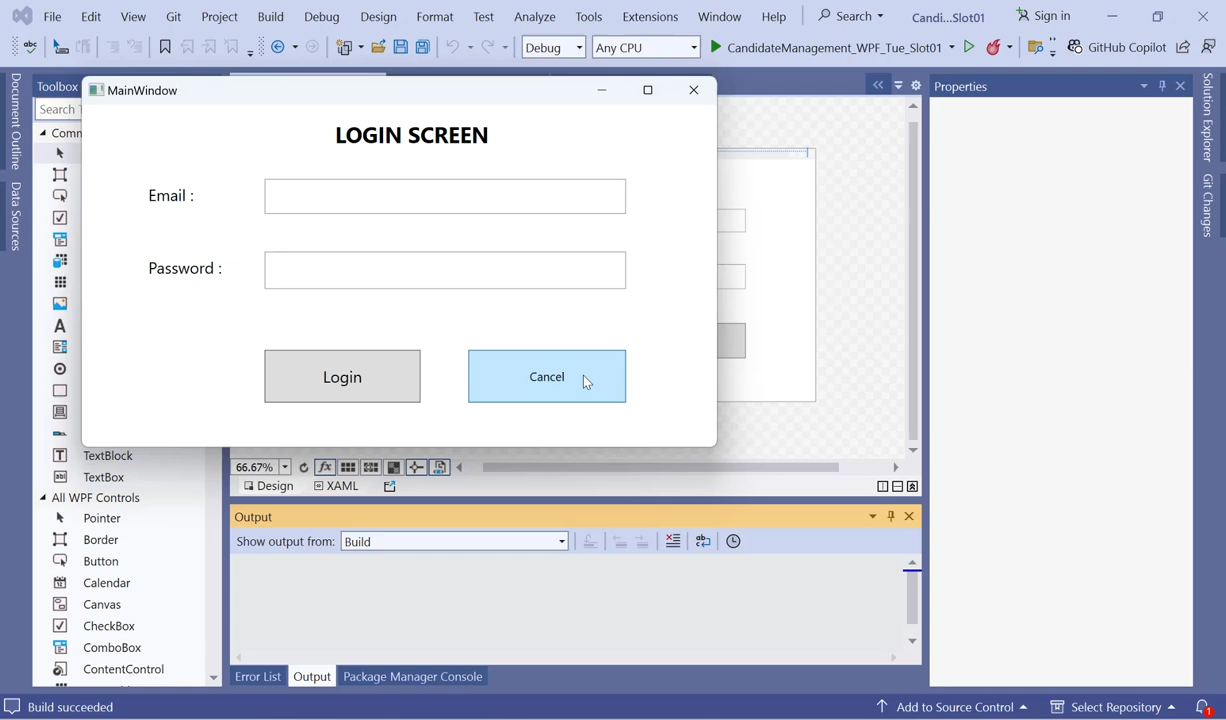 File Edit View Git Project Build Debug Design Format Test Analyze Tools Extensions Window Help Search Candi...Slot01 Sign in
abc Debug Any CPU CandidateManagement_WPF_Tue_Slot01 GitHub Copilot
Document Outline
Data Sources
Toolbox
MainWindow
Properties
Solution Explorer
Git Changes
Search
Comm
LOGIN SCREEN
Email :
Password :
Login
Cancel
TextBlock
TextBox
66.67%
Design
XAML
All WPF Controls
Pointer
Border
Button
Calendar
Canvas
CheckBox
ComboBox
ContentControl
Output
Show output from: Build
Error List Output Package Manager Console
Build succeeded
Add to Source Control Select Repository 1